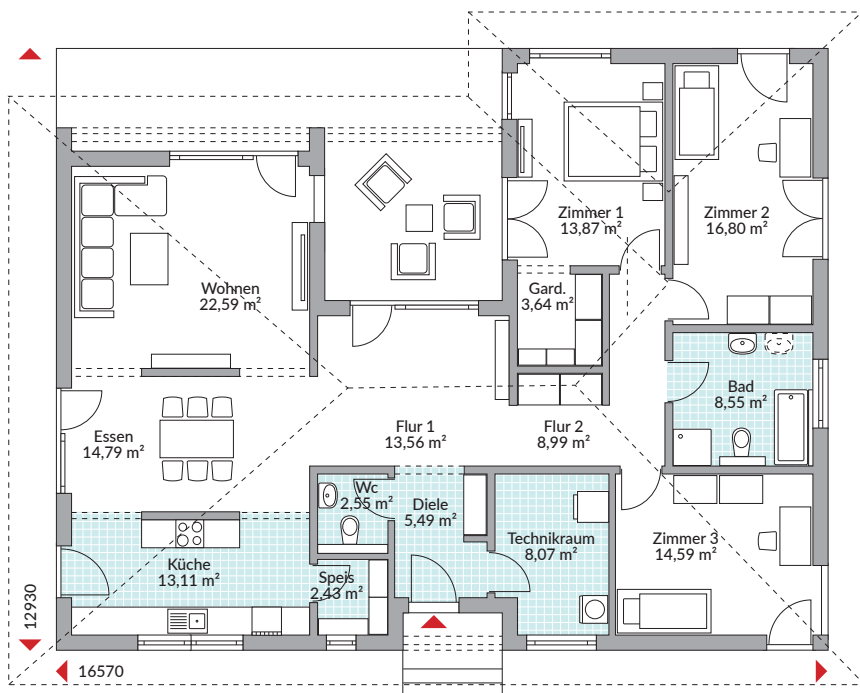 Zimmer 1
13,87 m²
Zimmer 2
16,80 m²
Wohnen
22,59 m²
Gard.
3,64 m²
Bad
8,55 m²
Essen
14,79 m²
Flur 1
13,56 m²
Flur 2
8,99 m²
Wc
2,55 m²
Diele
5,49 m²
Technikraum
8,07 m²
Zimmer 3
14,59 m²
Küche
13,11 m²
Speis
2,43 m²
12930
16570